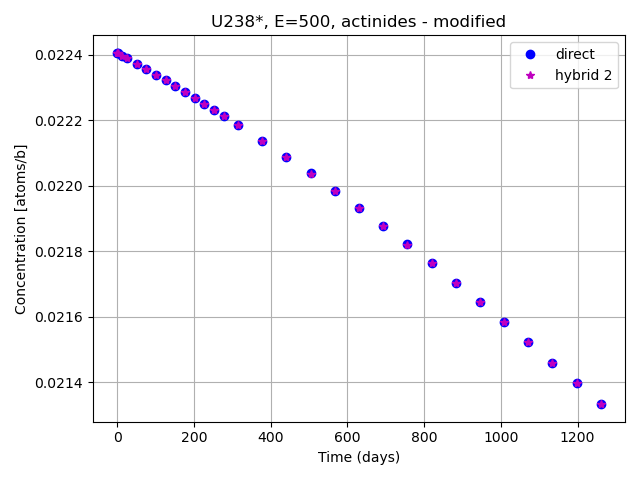 U238*, E=500, actinides - modified
direct
hybrid 2
Concentration [atoms/b]
0.0224
0.0222
0.0220
0.0218
0.0216
0.0214
0 200 400 600 800 1000 1200
Time (days)